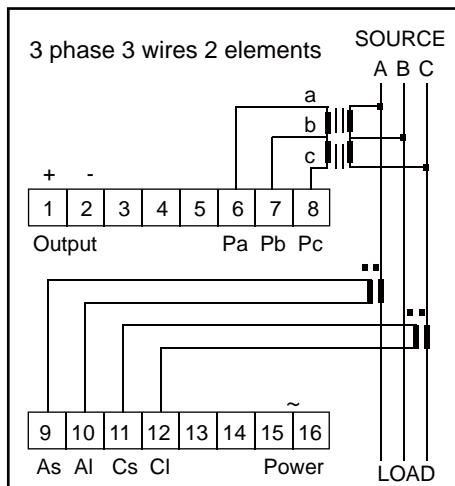 SOURCE
3 phase 3 wires 2 elements
A B C
a
b
c
+ -
1 2 3 4 5 6 7 8
Output Pa Pb Pc
~
9 10 11 12 13 14 15 16
As Al Cs Cl Power
LOAD